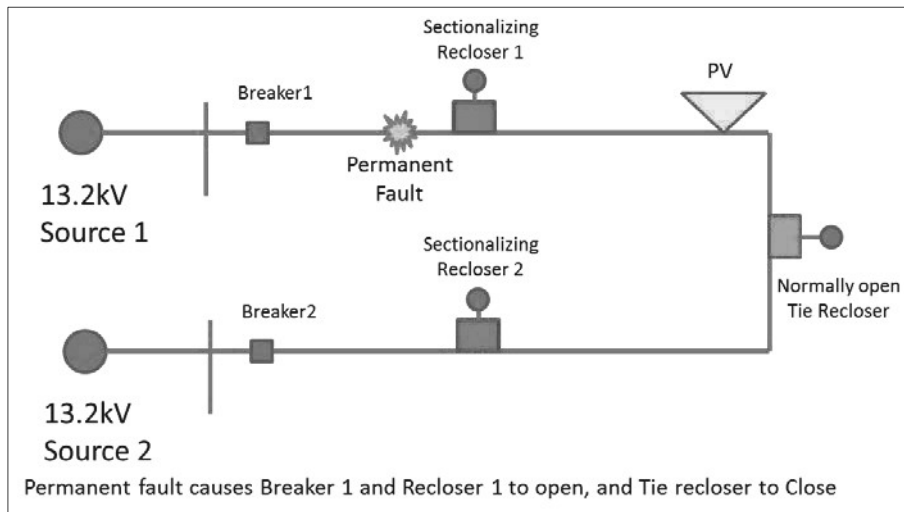 Sectionalizing
Recloser 1
PV
Breaker1
Permanent
Fault
13.2kV
Source 1
Sectionalizing
Recloser 2
Normally open
Tie Recloser
Breaker2
13.2kV
Source 2
Permanent fault causes Breaker 1 and Recloser 1 to open, and Tie recloser to Close